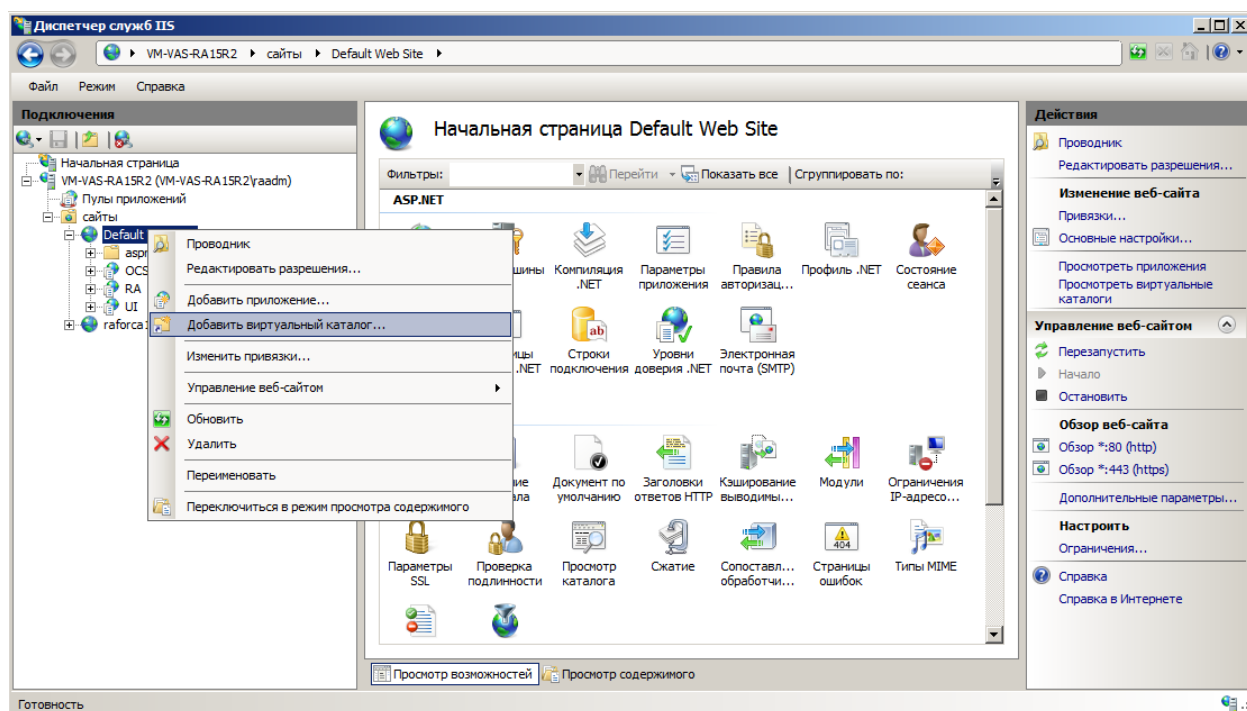 Диспетчер служб IIS
VM-VAS-RA15R2 сайты Default Web Site
Файл Режим Справка
Подключения
Начальная страница
VM-VAS-RA15R2 (VM-VAS-RA15R2\raadm)
Пулы приложений
сайты
Default
OCS
RA
UI
Проводник
Редактировать разрешения...
Добавить приложение...
Добавить виртуальный каталог...
Изменить привязки...
Управление веб-сайтом
Обновить
Удалить
Переименовать
Переключиться в режим просмотра содержимого
Начальная страница Default Web Site
Фильтры: Перейти Показать все Сгруппировать по:
ASP.NET
Компиляция Параметры Правила Профиль .NET Состояние
.NET приложения авторизац... сеанса
ab
Строки Уровни Электронная
.NET подключения доверия .NET почта (SMTP)
Документ по Заголовки Кэширование Модули Ограничения
умолчанию ответов HTTP выводимы... IP-адресо...
404
Параметры Проверка Просмотр Сжатие Сопоставл... Страницы Типы MIME
SSL подлинности каталога обработчи... ошибок
Просмотр возможностей Просмотр содержимого
Действия
Проводник
Редактировать разрешения...
Изменение веб-сайта
Привязки...
Основные настройки...
Просмотреть приложения
Просмотреть виртуальные
каталоги
Управление веб-сайтом
Перезапустить
Начало
Остановить
Обзор веб-сайта
Обзор *:80 (http)
Обзор *:443 (https)
Дополнительные параметры...
Настроить
Ограничения...
Справка
Справка в Интернете
Готовность